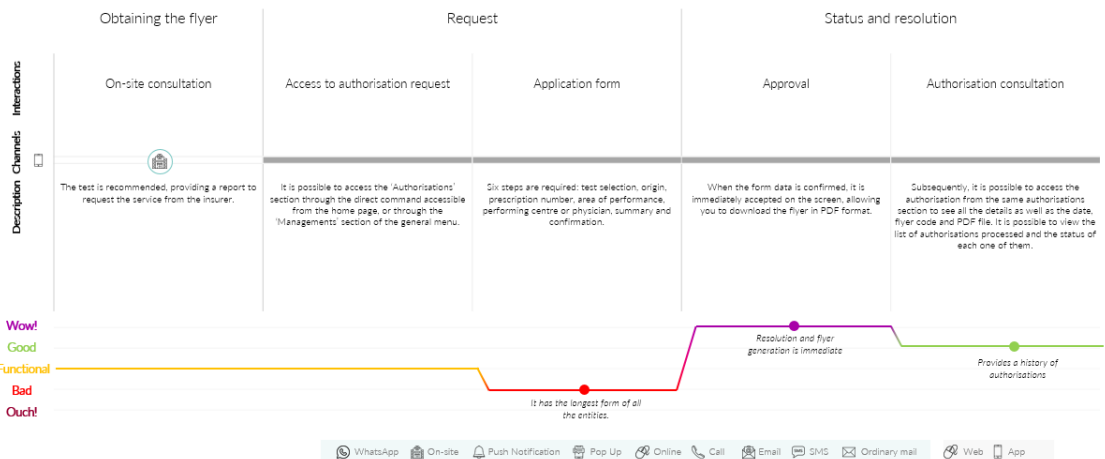 Obtaining the flyer
Request
Status and resolution
Interactions
On-site consultation
Access to authorisation request
Application form
Approval
Authorisation consultation
Channels
Description
The test is recommended, providing a report to
request the service from the insurer.
It is possible to access the 'Authorisations'
section through the direct command accessible
from the home page, or through the
'Managements' section of the general menu.
Six steps are required: test selection, origin,
prescription number, area of performance,
performing centre or physician, summary and
confirmation.
When the form data is confirmed, it is
immediately accepted on the screen, allowing
you to download the flyer in PDF format.
Subsequently, it is possible to access the
authorisation from the same authorisations
section to see all the details as well as the date,
flyer code and PDF file. It is possible to view the
list of authorisations processed and the status of
each one of them.
Wow!
Good
Functional
Bad
Ouch!
It has the longest form of all
the entities.
Resolution and flyer
generation is immediate
Provides a history of
authorisations
WhatsApp On-site Push Notification Pop Up Online Call Email SMS Ordinary mail Web App